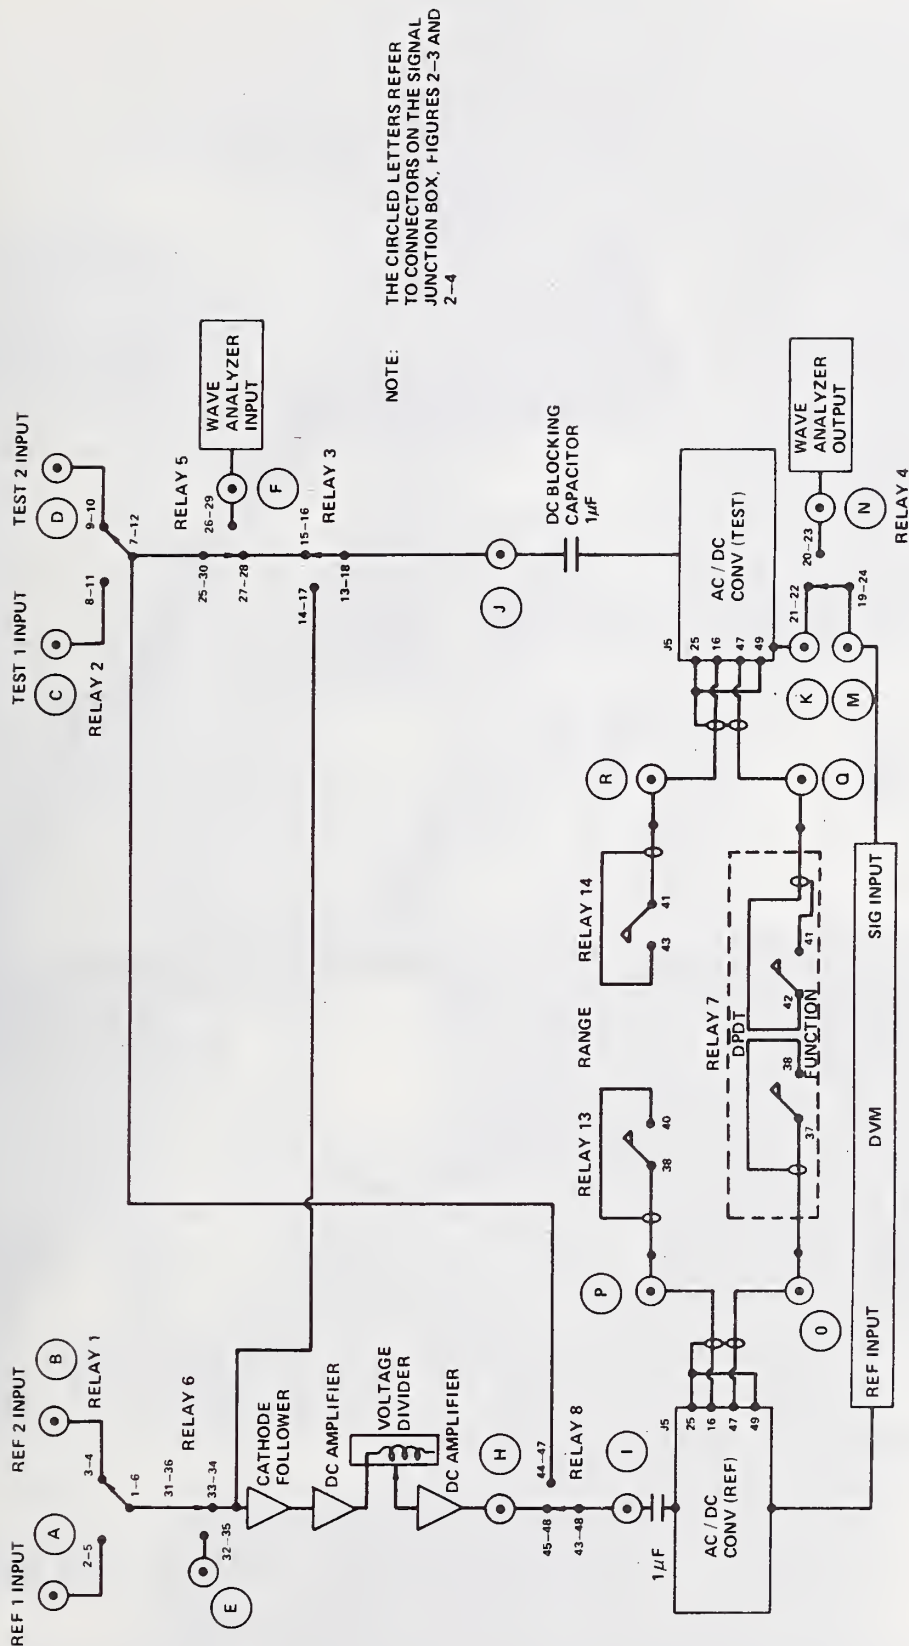 REF 1 INPUT
A
REF 2 INPUT
B
RELAY 1
2-5
3-4
1-6
31-36
RELAY 6
33-34
32-35
E
CATHODE
FOLLOWER
DC AMPLIFIER
VOLTAGE
DIVIDER
DC AMPLIFIER
H
44-47
45-48
RELAY 8
43-48
I
1µF
J5
25
16
47
49
AC / DC
CONV (REF)
TEST 1 INPUT
C
RELAY 2
8-11
TEST 2 INPUT
D
9-10
7-12
RELAY 5
25-30
26-29
27-28
F
WAVE
ANALYZER
INPUT
15-16
14-17
RELAY 3
13-18
J
DC BLOCKING
CAPACITOR
1µF
J5
25
16
47
49
AC / DC
CONV (TEST)
K
M
21-22
19-24
20-23
N
RELAY 4
WAVE
ANALYZER
OUTPUT
P
RELAY 13
38
40
RANGE
RELAY 14
43
41
R
O
RELAY 7
DPDT
37
38
FUNCTION
42
41
Q
REF INPUT
DVM
SIG INPUT
NOTE:
THE CIRCLED LETTERS REFER
TO CONNECTORS ON THE SIGNAL
JUNCTION BOX, FIGURES 2-3 AND
2-4